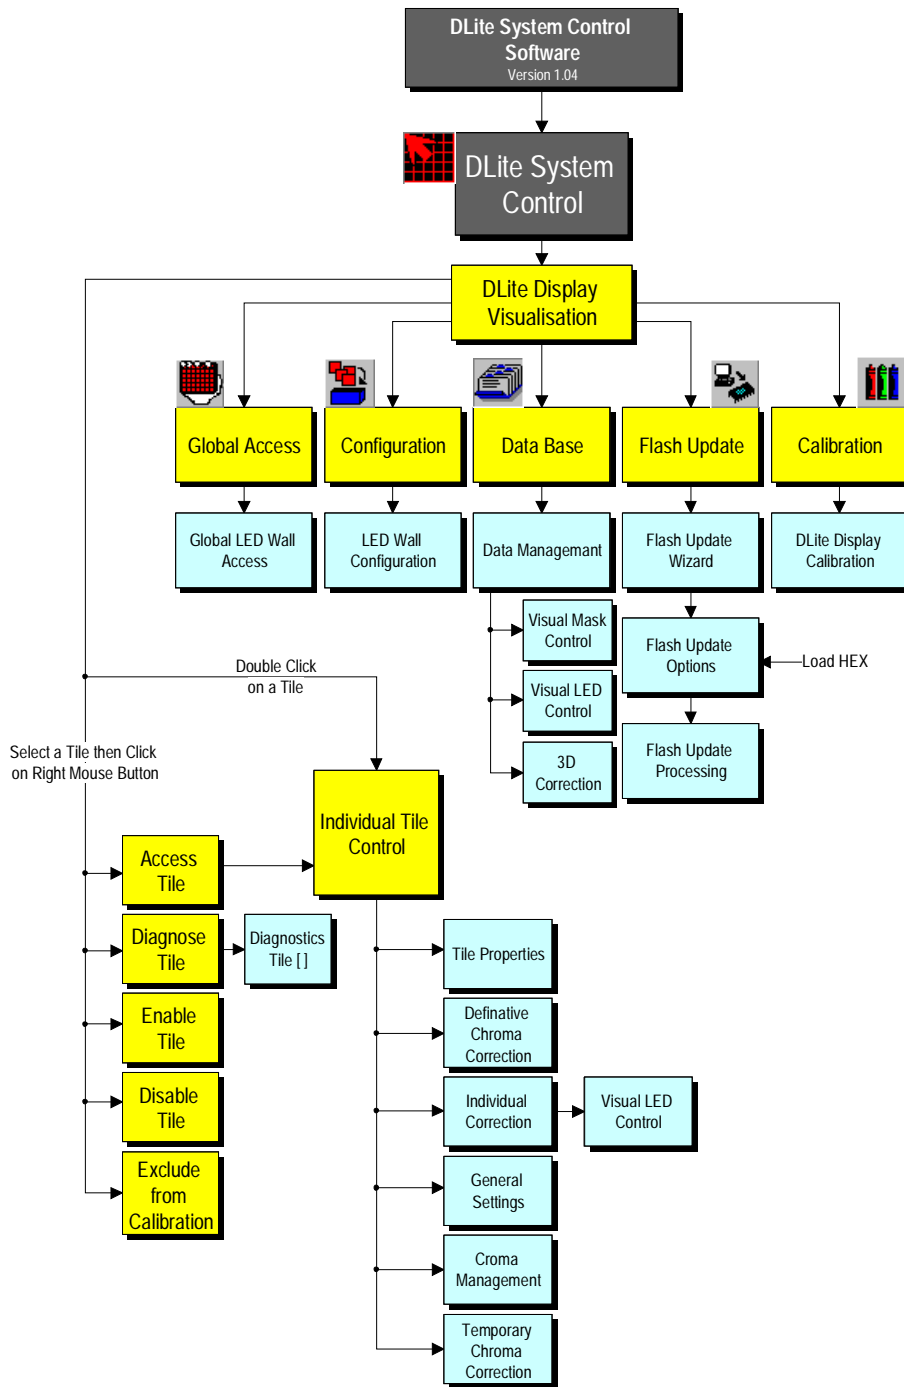 DLite System Control
Software
Version 1.04
DLite System
Control
DLite Display
Visualisation
Global Access
Configuration
Data Base
Flash Update
Calibration
Global LED Wall
Access
LED Wall
Configuration
Data Managemant
Flash Update
Wizard
DLite Display
Calibration
Visual Mask
Control
Flash Update
Options
Load HEX
Visual LED
Control
3D
Correction
Flash Update
Processing
Double Click
on a Tile
Select a Tile then Click
on Right Mouse Button
Individual Tile
Control
Access
Tile
Diagnose
Tile
Diagnostics
Tile [ ]
Enable
Tile
Disable
Tile
Exclude
from
Calibration
Tile Properties
Definative
Chroma
Correction
Individual
Correction
Visual LED
Control
General
Settings
Croma
Management
Temporary
Chroma
Correction